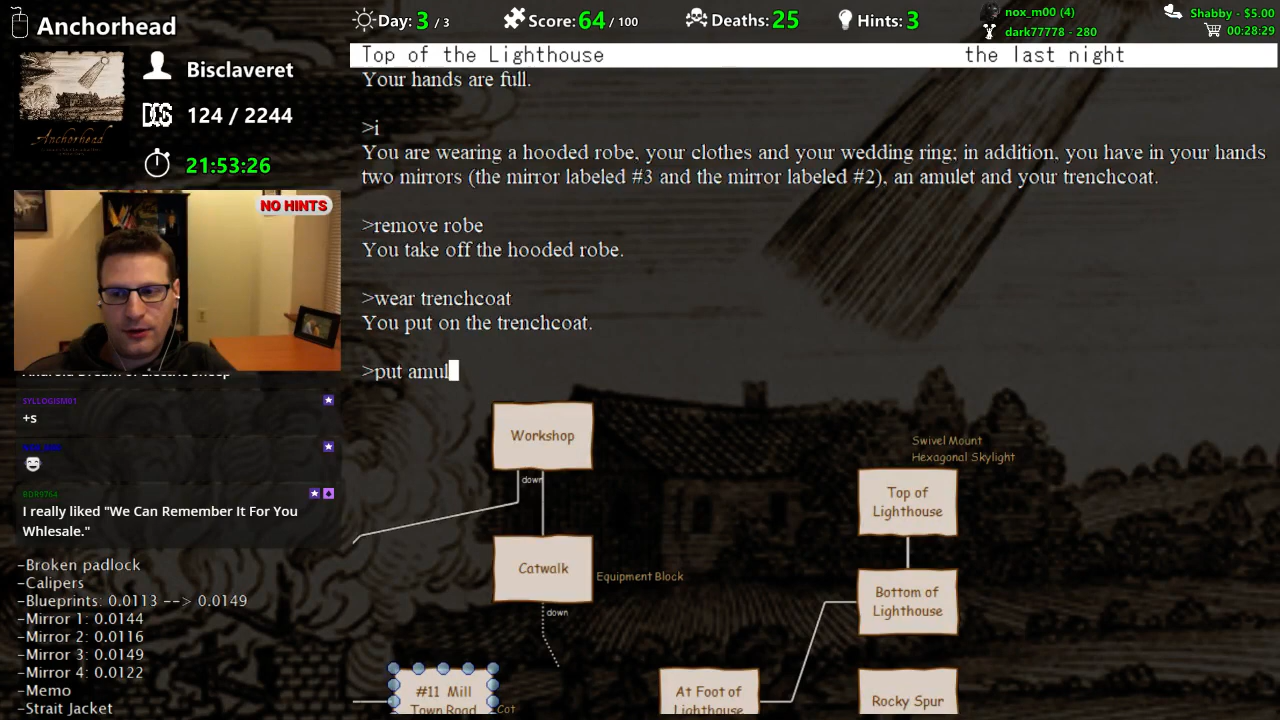 Anchorhead
Day: 3 / 3
Score: 64 / 100
Deaths: 25
Hints: 3
nox_m00 (4)
dark77778 - 280
Shabby - $5.00
00:28:29
Anchorhead
Bisclaveret
DCS 124 / 2244
21:53:26
NO HINTS
SYLLOGISM01
+s
BDR9764
I really liked "We Can Remember It For You
Whlesale."
-Broken padlock
-Calipers
-Blueprints: 0.0113 --> 0.0149
-Mirror 1: 0.0144
-Mirror 2: 0.0116
-Mirror 3: 0.0149
-Mirror 4: 0.0122
-Memo
-Strait Jacket
Top of the Lighthouse the last night
Your hands are full.
>i
You are wearing a hooded robe, your clothes and your wedding ring; in addition, you have in your hands
two mirrors (the mirror labeled #3 and the mirror labeled #2), an amulet and your trenchcoat.
>remove robe
You take off the hooded robe.
>wear trenchcoat
You put on the trenchcoat.
>put amul
Workshop
down
Catwalk
Equipment Block
down
#11 Mill
Town Road
Cot
Swivel Mount
Hexagonal Skylight
Top of
Lighthouse
Bottom of
Lighthouse
At Foot of
Lighthouse
Rocky Spur